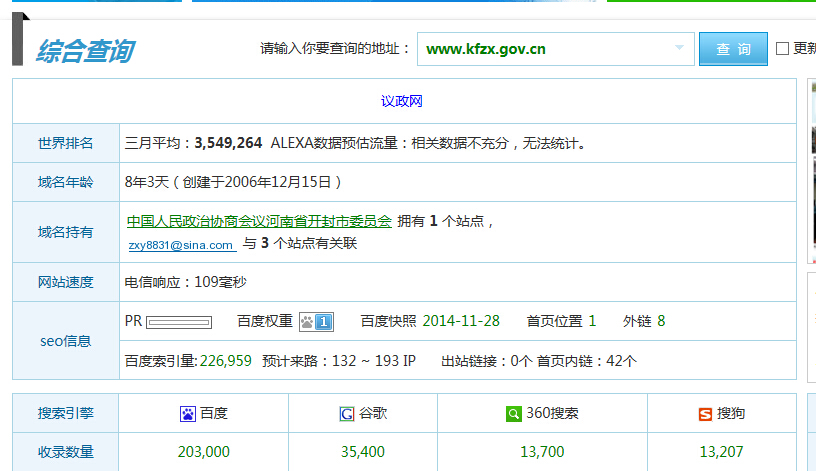 综合查询 请输入你要查询的地址： www.kfzx.gov.cn 查 询 更新
议政网
世界排名 三月平均：3,549,264 ALEXA数据预估流量：相关数据不充分，无法统计。
域名年龄 8年3天（创建于2006年12月15日）
域名持有 中国人民政治协商会议河南省开封市委员会 拥有 1 个站点，
zxy8831@sina.com 与 3 个站点有关联
网站速度 电信响应：109毫秒
seo信息 PR 百度权重 1 百度快照 2014-11-28 首页位置 1 外链 8
百度索引量:226,959 预计来路：132 ~ 193 IP 出站链接：0个 首页内链：42个
搜索引擎 百度 G 谷歌 360搜索 S 搜狗
收录数量 203,000 35,400 13,700 13,207